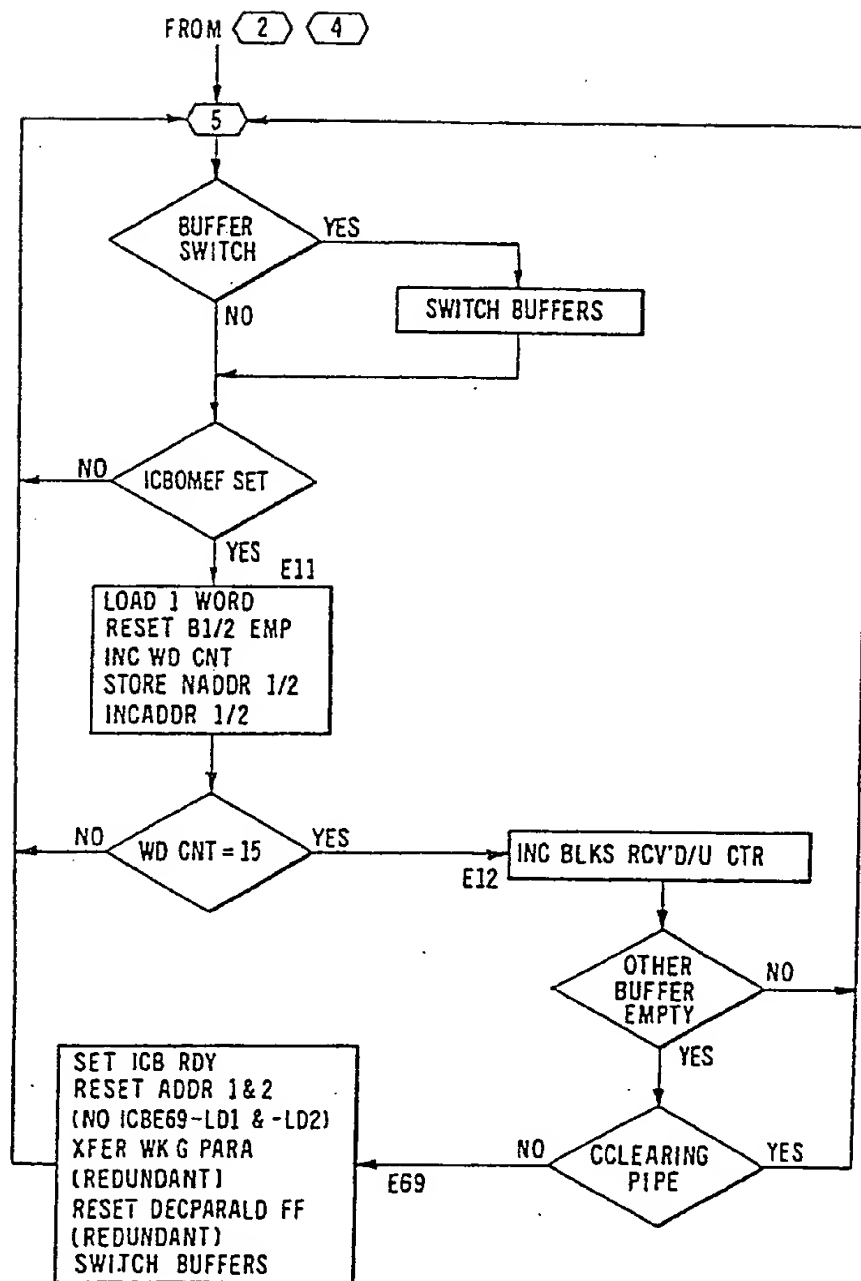 FROM 2 4
5
BUFFER
SWITCH
YES
NO
SWITCH BUFFERS
NO
ICBOMEF SET
YES
E11
LOAD 1 WORD
RESET B1/2 EMP
INC WD CNT
STORE NADDR 1/2
INCADDR 1/2
NO
WD CNT = 15
YES
INC BLKS RCV'D/U CTR
E12
OTHER
BUFFER
EMPTY
NO
YES
SET ICB RDY
RESET ADDR 1&2
(NO ICBE69-LD1 & -LD2)
XFER WKG PARA
(REDUNDANT)
RESET DECPARALD FF
(REDUNDANT)
SWITCH BUFFERS
E69
NO
CCLEARING
PIPE
YES